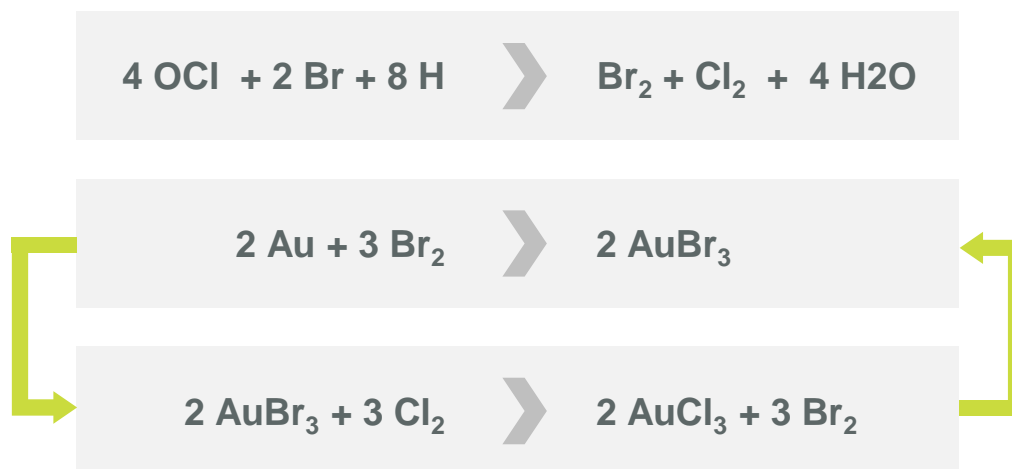 4 OCl + 2 Br + 8 H Br₂ + Cl₂ + 4 H2O
2 Au + 3 Br₂ 2 AuBr₃
2 AuBr₃ + 3 Cl₂ 2 AuCl₃ + 3 Br₂